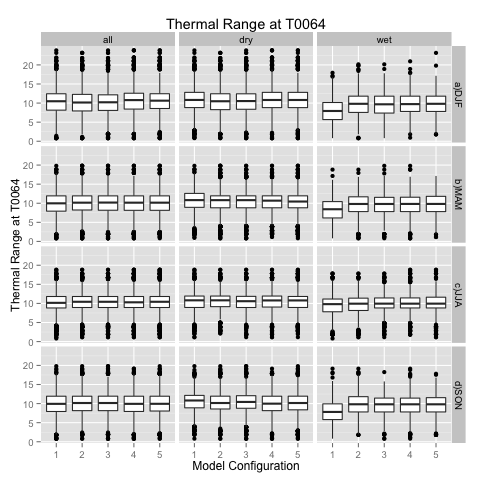 Thermal Range at T0064
all dry wet
20
15
10
5
0
a)DJF
20
15
10
5
0
b)MAM
Thermal Range at T0064
20
15
10
5
0
c)JJA
20
15
10
5
0
d)SON
1 2 3 4 5 1 2 3 4 5 1 2 3 4 5
Model Configuration